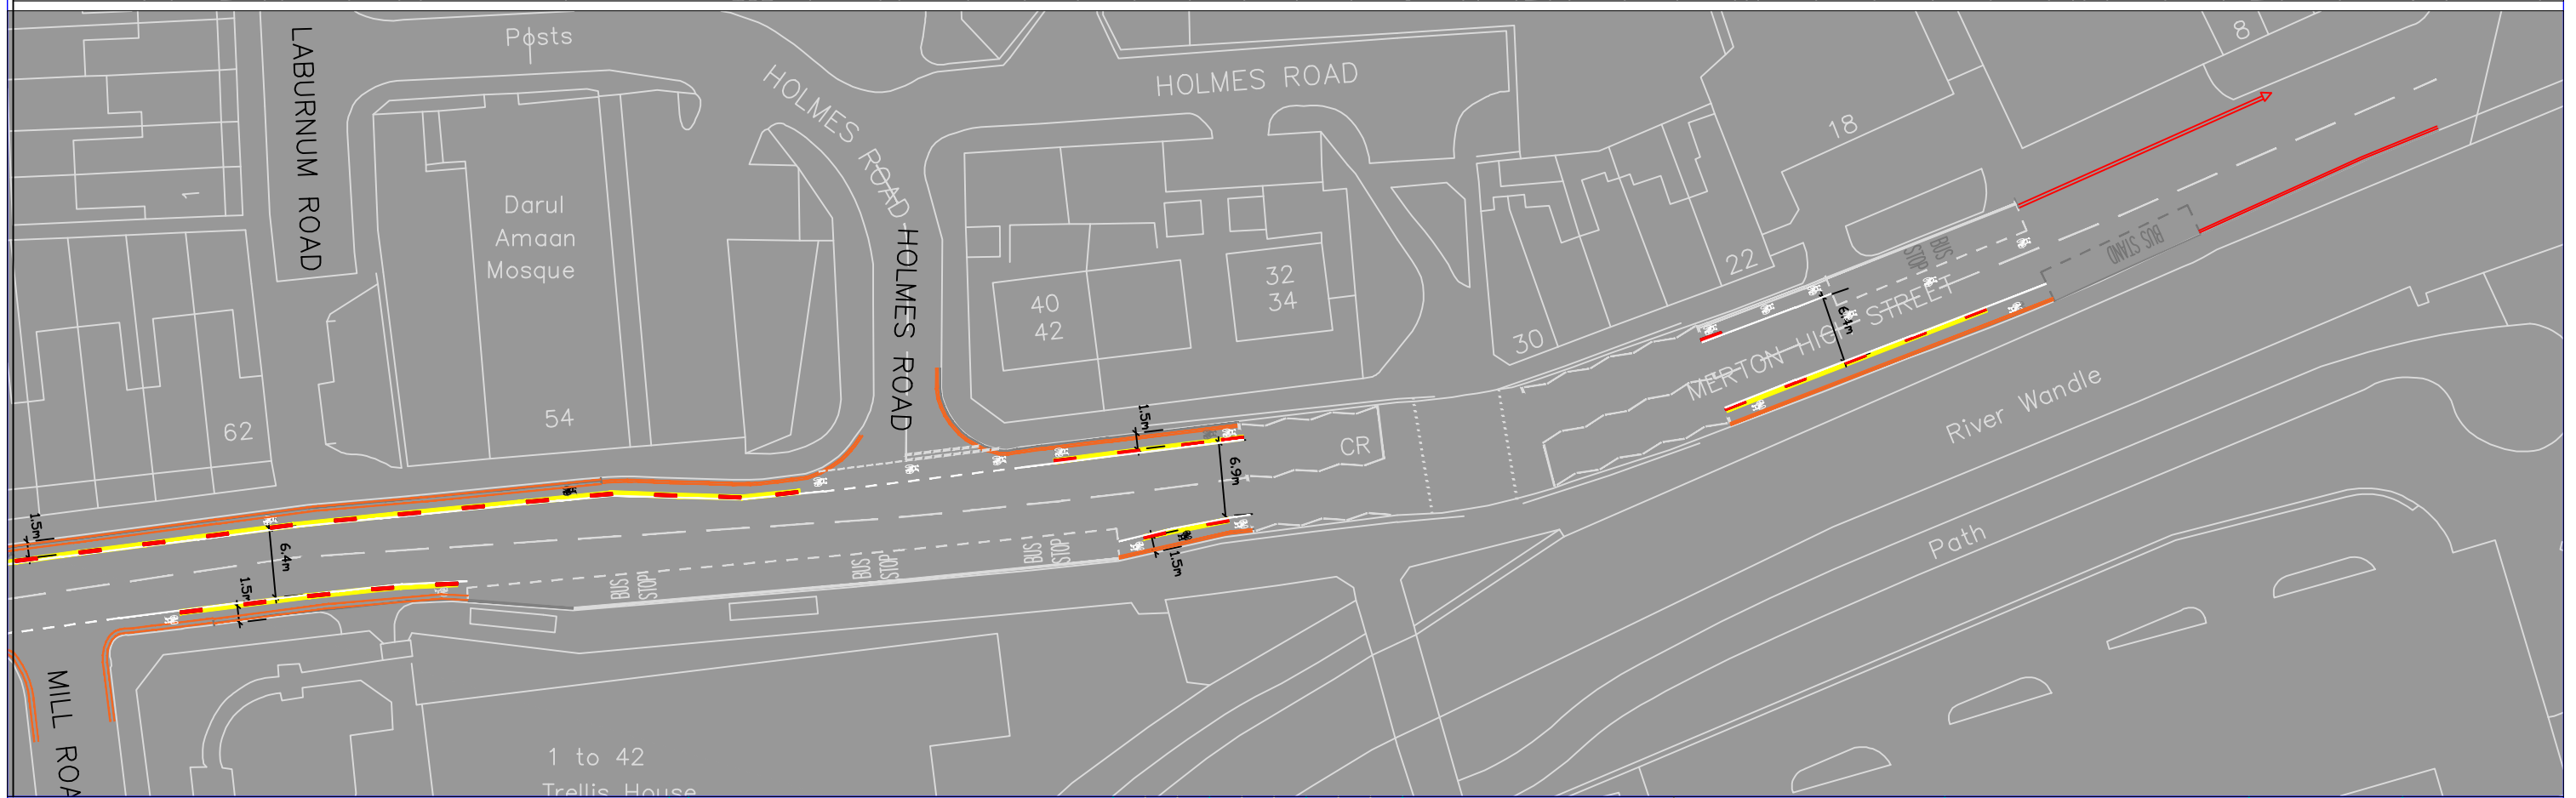 LABURNUM ROAD
Posts
HOLMES ROAD
HOLMES ROAD
8
18
1
Darul
Amaan
Mosque
HOLMES ROAD
32
34
40
42
22
BUS
STOP
BUS STAND
6.4m
MERTON HIGH STREET
30
River Wandle
62
54
1.5m
CR
6.9m
1.5m
6.4m
1.5m
1.5m
BUS
STOP
BUS
STOP
BUS
STOP
Path
MILL ROA
1 to 42
Trellis House